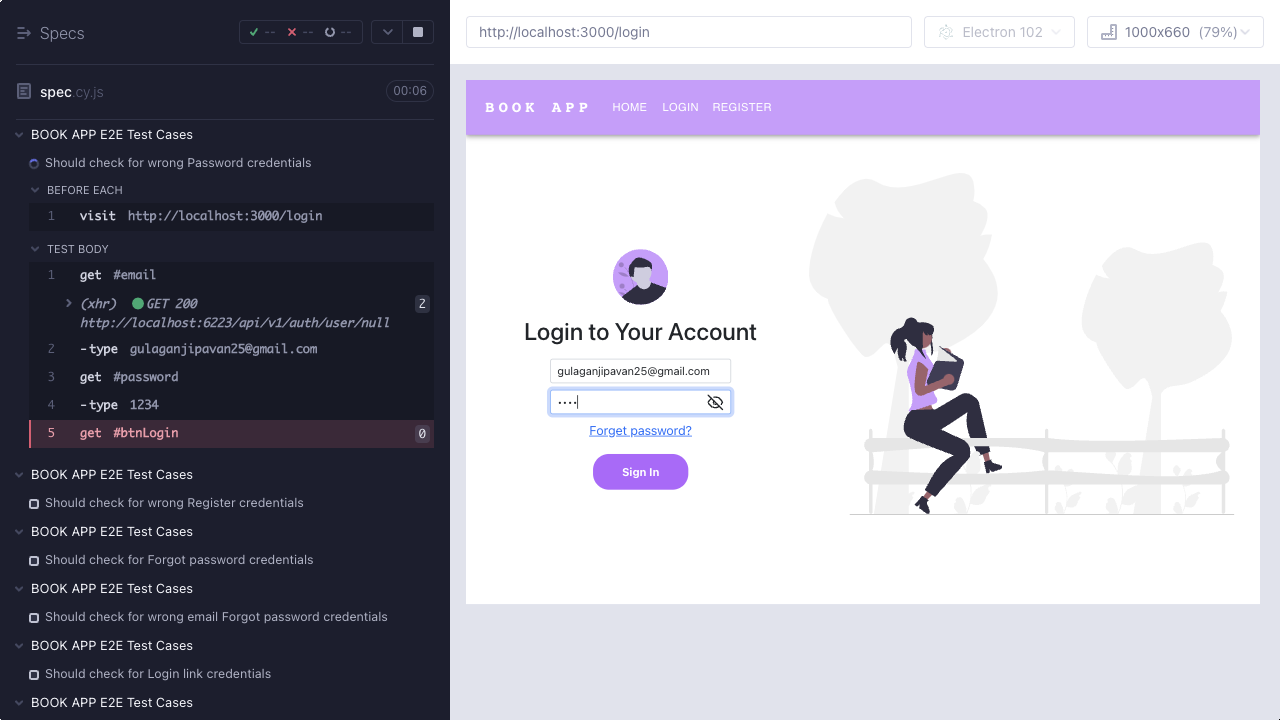 Specs
-- -- --
spec.cy.js
00:06
BOOK APP E2E Test Cases
Should check for wrong Password credentials
BEFORE EACH
1 visit http://localhost:3000/login
TEST BODY
1 get #email
(xhr) GET 200 2
http://localhost:6223/api/v1/auth/user/null
2 -type gulaganjipavan25@gmail.com
3 get #password
4 -type 1234
5 get #btnLogin 0
BOOK APP E2E Test Cases
Should check for wrong Register credentials
BOOK APP E2E Test Cases
Should check for Forgot password credentials
BOOK APP E2E Test Cases
Should check for wrong email Forgot password credentials
BOOK APP E2E Test Cases
Should check for Login link credentials
BOOK APP E2E Test Cases
http://localhost:3000/login
Electron 102
1000x660 (79%)
BOOK APP HOME LOGIN REGISTER
Login to Your Account
gulaganjipavan25@gmail.com
····
Forget password?
Sign In